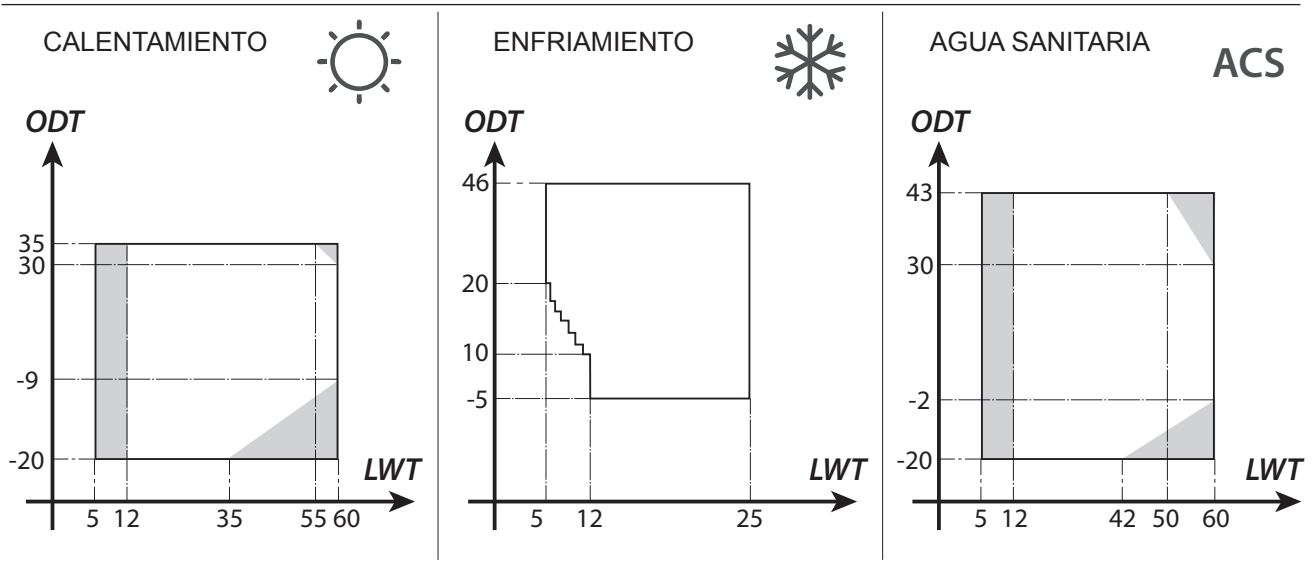 CALENTAMIENTO
ODT
35
30
-9
-20
LWT
5 12 35 55 60
ENFRIAMIENTO
ODT
46
20
10
-5
LWT
5 12 25
AGUA SANITARIA
ACS
ODT
43
30
-2
-20
LWT
5 12 42 50 60